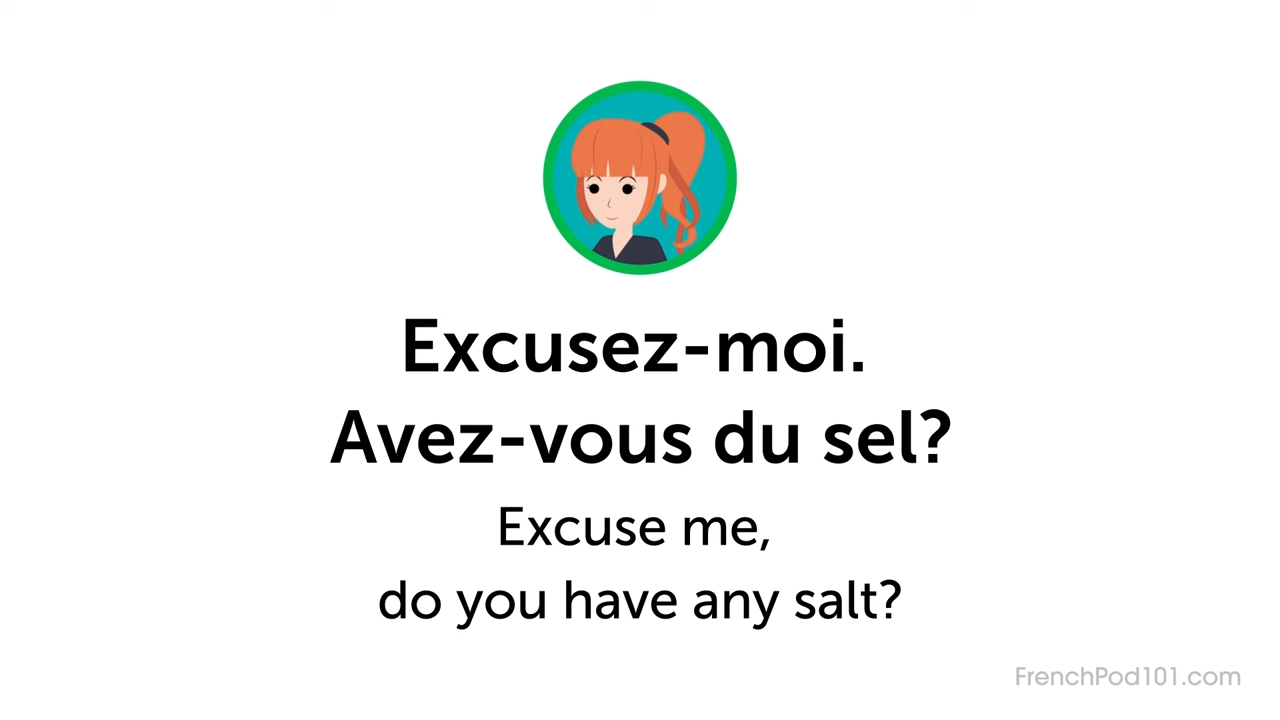 Excusez-moi.
Avez-vous du sel?
Excuse me,
do you have any salt?
FrenchPod101.com